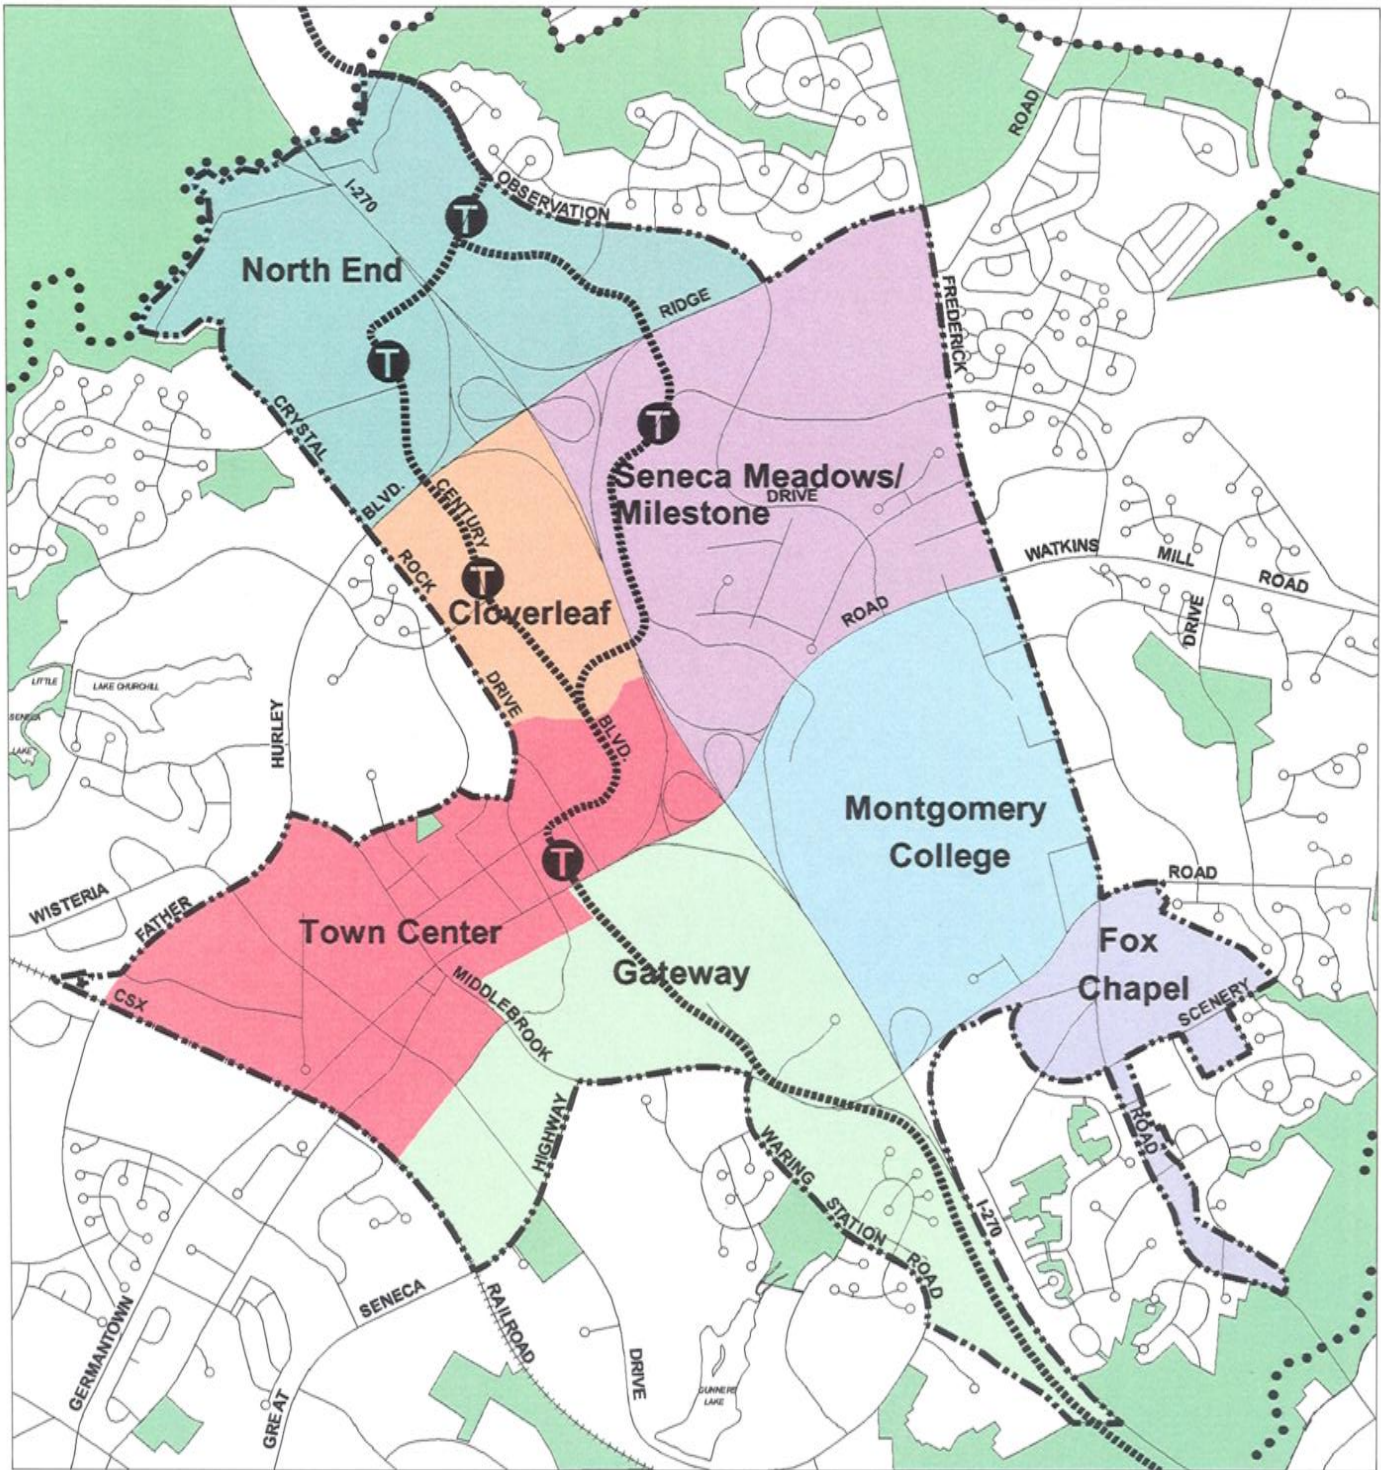 ROAD
I-270
OBSERVATION
T
North End
RIDGE
FREDERICK
T
CRYSTAL
T
Seneca Meadows/
DRIVE
Milestone
BLVD.
CENTURY
WATKINS
MILL
ROAD
ROCK
T
Cloverleaf
ROAD
DRIVE
LITTLE
SENECA
LAKE
LAKE CHURCHILL
DRIVE
HURLEY
BLVD.
Montgomery
College
T
ROAD
WISTERIA
FATHER
Town Center
Fox
Chapel
Gateway
MIDDLEBROOK
CSX
SCENERY
HIGHWAY
WARING
STATION
ROAD
ROAD
I-270
SENECA
RAILROAD
GERMANTOWN
GREAT
DRIVE
GUNNERS
LAKE